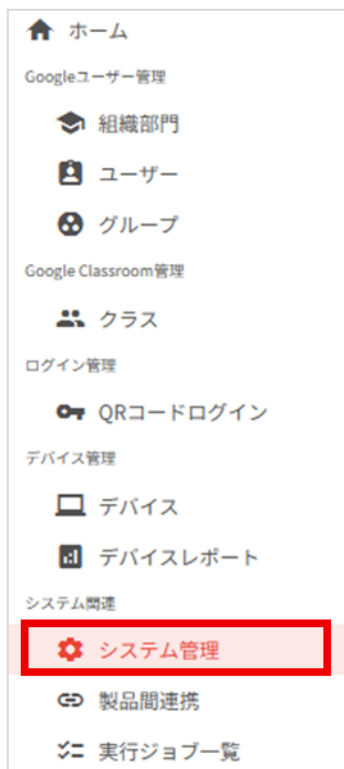 ホーム
Googleユーザー管理
組織部門
ユーザー
グループ
Google Classroom管理
クラス
ログイン管理
QRコードログイン
デバイス管理
デバイス
デバイスレポート
システム関連
システム管理
製品間連携
実行ジョブ一覧